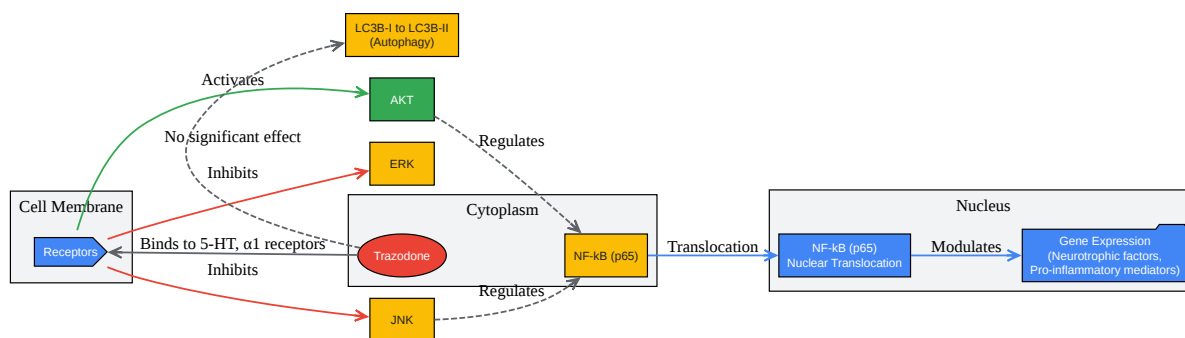 LC3B-I to LC3B-II
(Autophagy)
Activates
AKT
No significant effect
Regulates
ERK
Inhibits
Cell Membrane
Cytoplasm
Nucleus
Receptors
Binds to 5-HT, α1 receptors
Trazodone
NF-kB (p65)
Translocation
NF-kB (p65)
Nuclear Translocation
Modulates
Gene Expression
(Neurotrophic factors,
Pro-inflammatory mediators)
Inhibits
Regulates
JNK